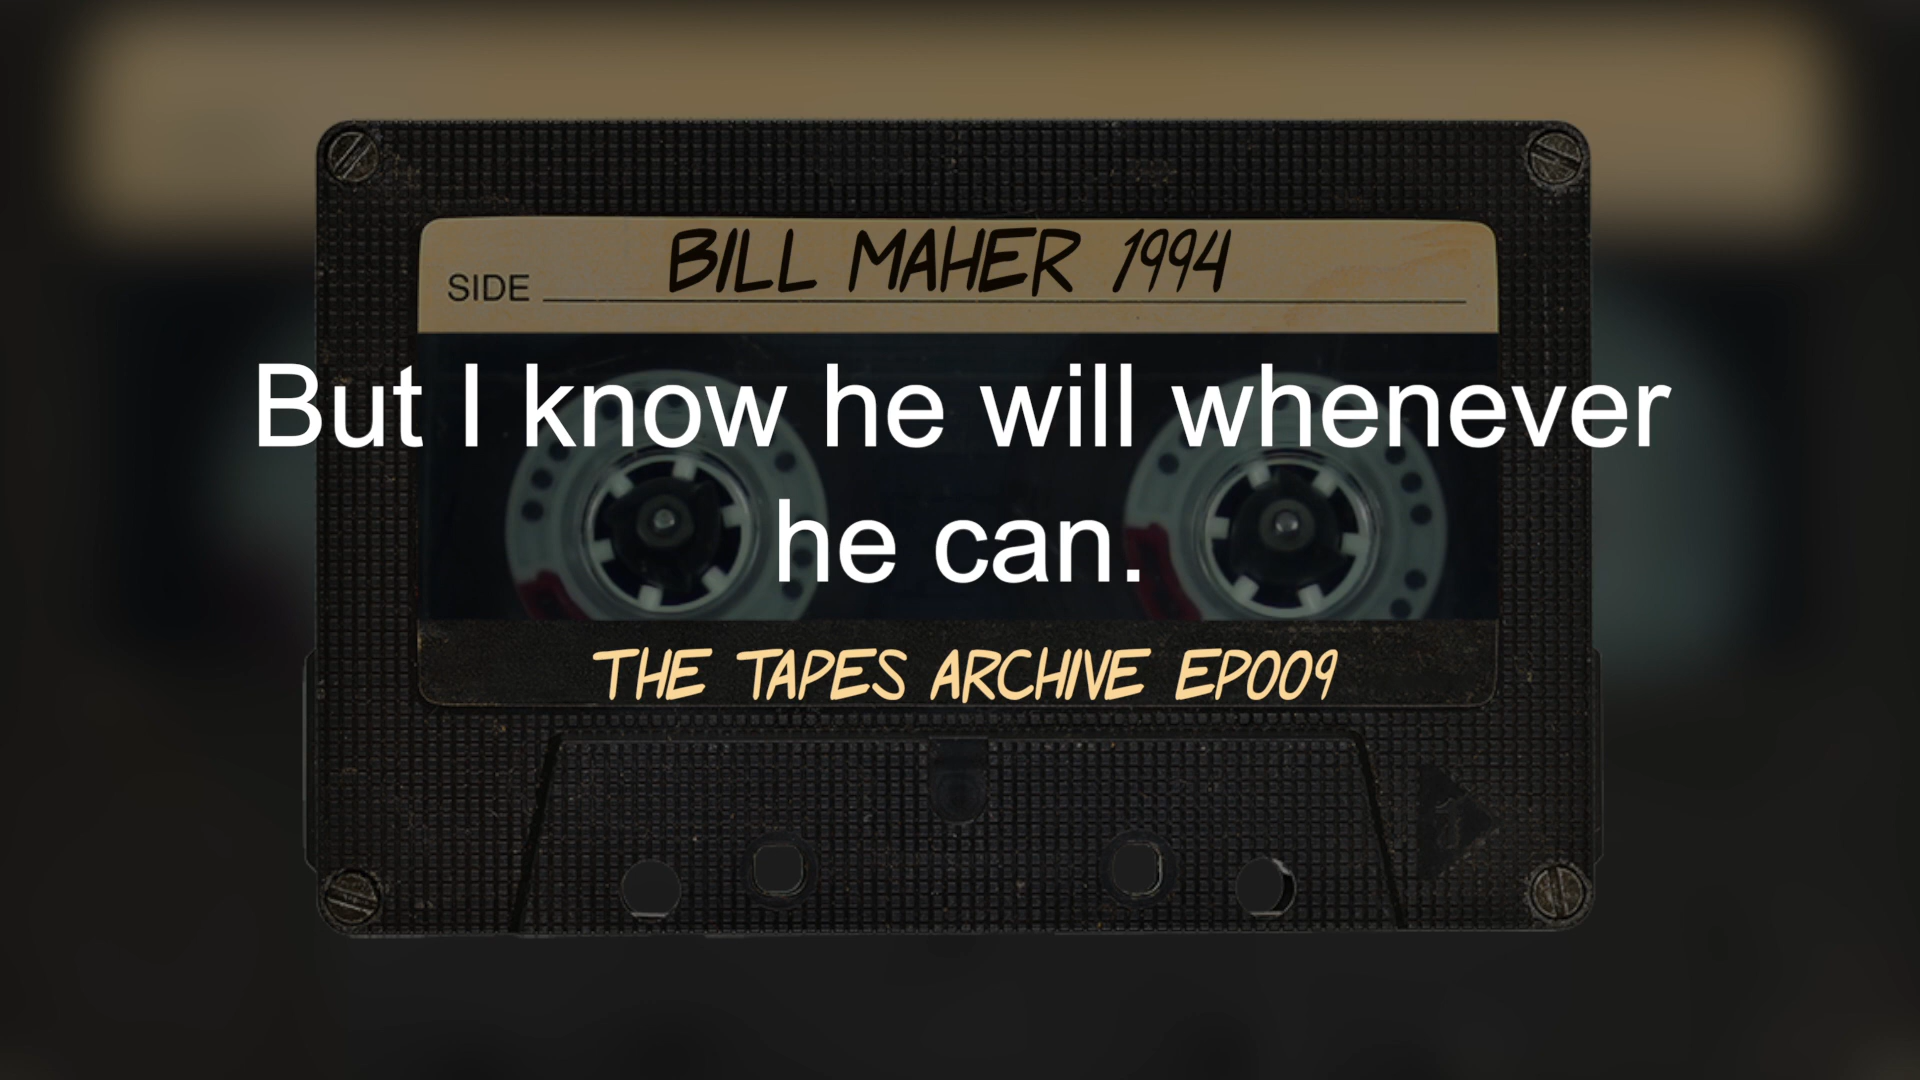 BILL MAHER 1994
SIDE
But I know he will whenever
he can.
THE TAPES ARCHIVE EP009